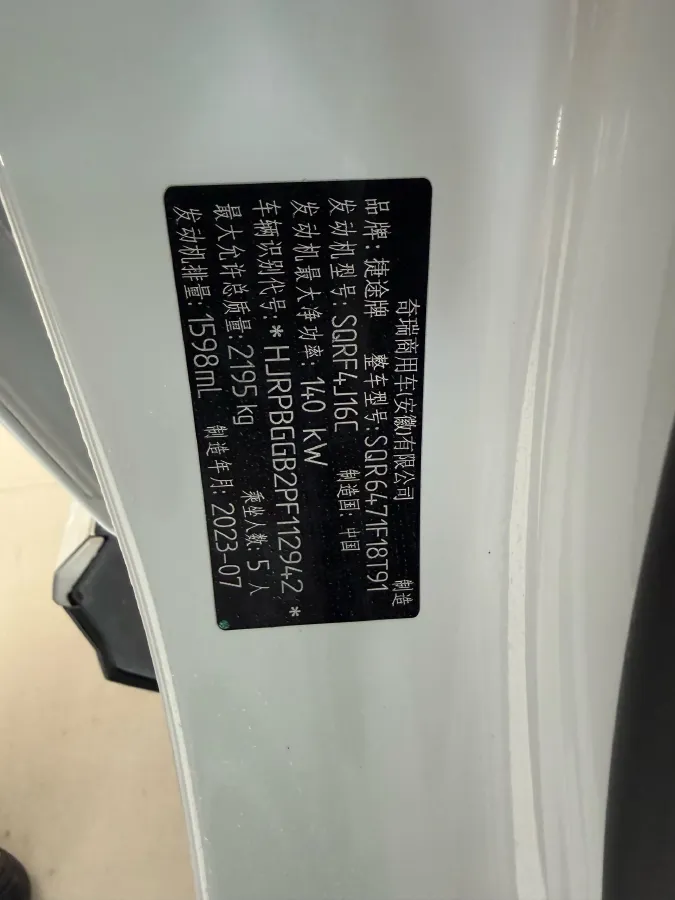 奇瑞商用车(安徽)有限公司 制造
品牌：捷途牌 整车型号：SQR6471F18T91
发动机型号：SQRF4J16C 制造国：中国
发动机最大净功率：140 kW
车辆识别代号：*HJRPBGGB2PF112942*
最大允许总质量：2195 kg 乘坐人数：5 人
发动机排量：1598mL 制造年月：2023-07